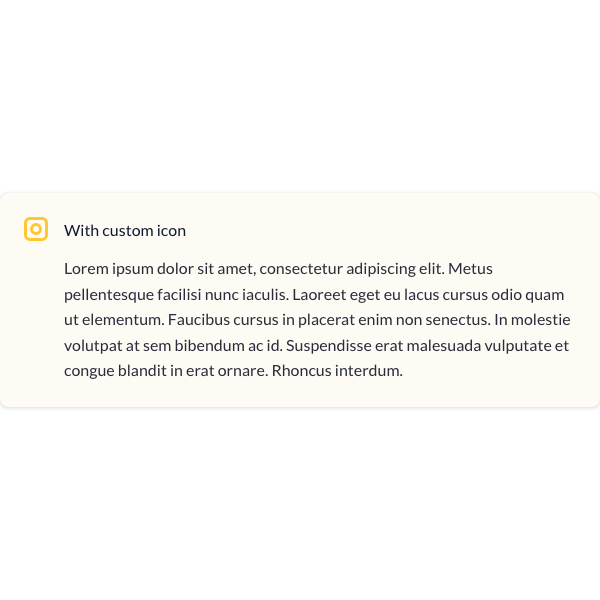 With custom icon
Lorem ipsum dolor sit amet, consectetur adipiscing elit. Metus
pellentesque facilisi nunc iaculis. Laoreet eget eu lacus cursus odio quam
ut elementum. Faucibus cursus in placerat enim non senectus. In molestie
volutpat at sem bibendum ac id. Suspendisse erat malesuada vulputate et
congue blandit in erat ornare. Rhoncus interdum.